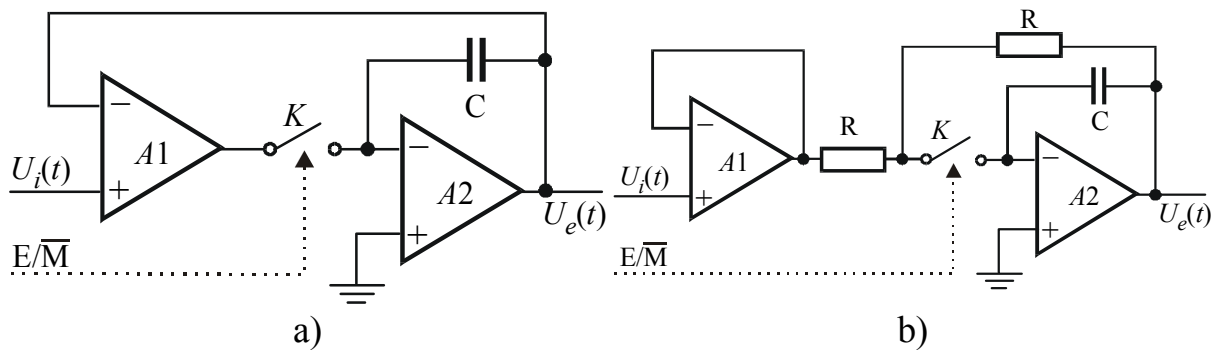 C
K
−
A1
+
U_i(t)
−
A2
+
U_e(t)
E/M̅
a)
R
C
K
R
−
A1
+
U_i(t)
−
A2
+
U_e(t)
E/M̅
b)